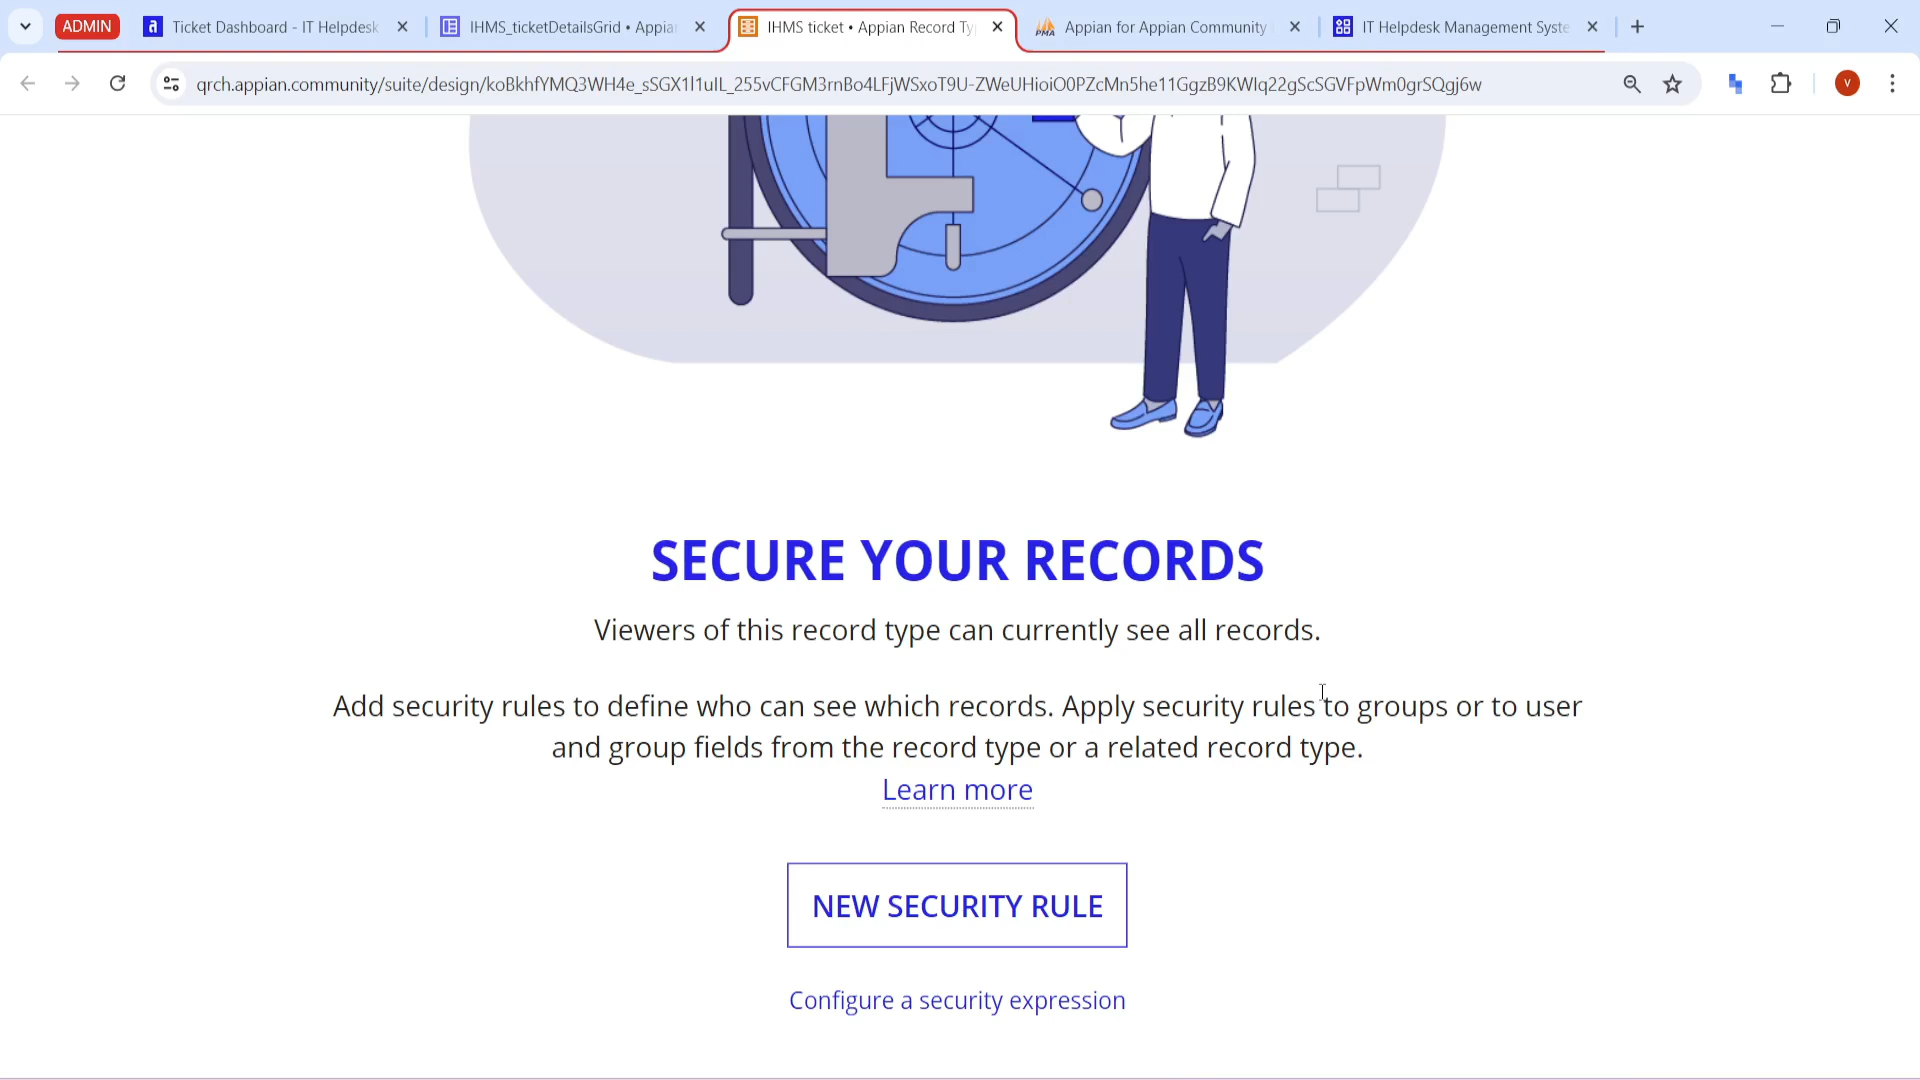 ADMIN
Ticket Dashboard - IT Helpdesk
IHMS_ticketDetailsGrid • Appian
IHMS ticket • Appian Record Ty
Appian for Appian Community
IT Helpdesk Management Syste
qrch.appian.community/suite/design/koBkhfYMQ3WH4e_sSGX1l1uIL_255vCFGM3rnBo4LFjWSxoT9U-ZWeUHioiO0PZcMn5he11GgzB9KWIq22gScSGVFpWm0grSQgj6w
V
SECURE YOUR RECORDS
Viewers of this record type can currently see all records.
Add security rules to define who can see which records. Apply security rules to groups or to user
and group fields from the record type or a related record type.
Learn more
NEW SECURITY RULE
Configure a security expression